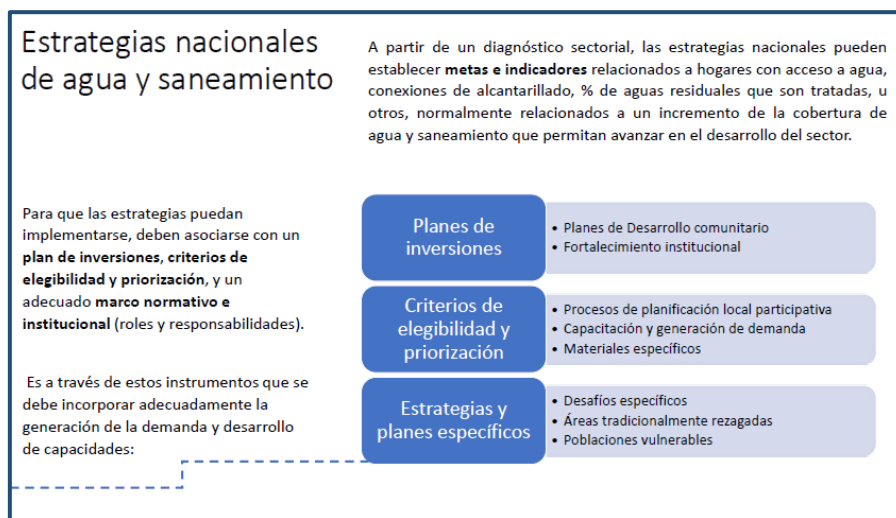 Estrategias nacionales
de agua y saneamiento
A partir de un diagnóstico sectorial, las estrategias nacionales pueden
establecer metas e indicadores relacionados a hogares con acceso a agua,
conexiones de alcantarillado, % de aguas residuales que son tratadas, u
otros, normalmente relacionados a un incremento de la cobertura de
agua y saneamiento que permitan avanzar en el desarrollo del sector.
Para que las estrategias puedan
implementarse, deben asociarse con un
plan de inversiones, criterios de
elegibilidad y priorización, y un
adecuado marco normativo e
institucional (roles y responsabilidades).
Es a través de estos instrumentos que se
debe incorporar adecuadamente la
generación de la demanda y desarrollo
de capacidades:
Planes de
inversiones
• Planes de Desarrollo comunitario
• Fortalecimiento institucional
Criterios de
elegibilidad y
priorización
• Procesos de planificación local participativa
• Capacitación y generación de demanda
• Materiales específicos
Estrategias y
planes específicos
• Desafíos específicos
• Áreas tradicionalmente rezagadas
• Poblaciones vulnerables